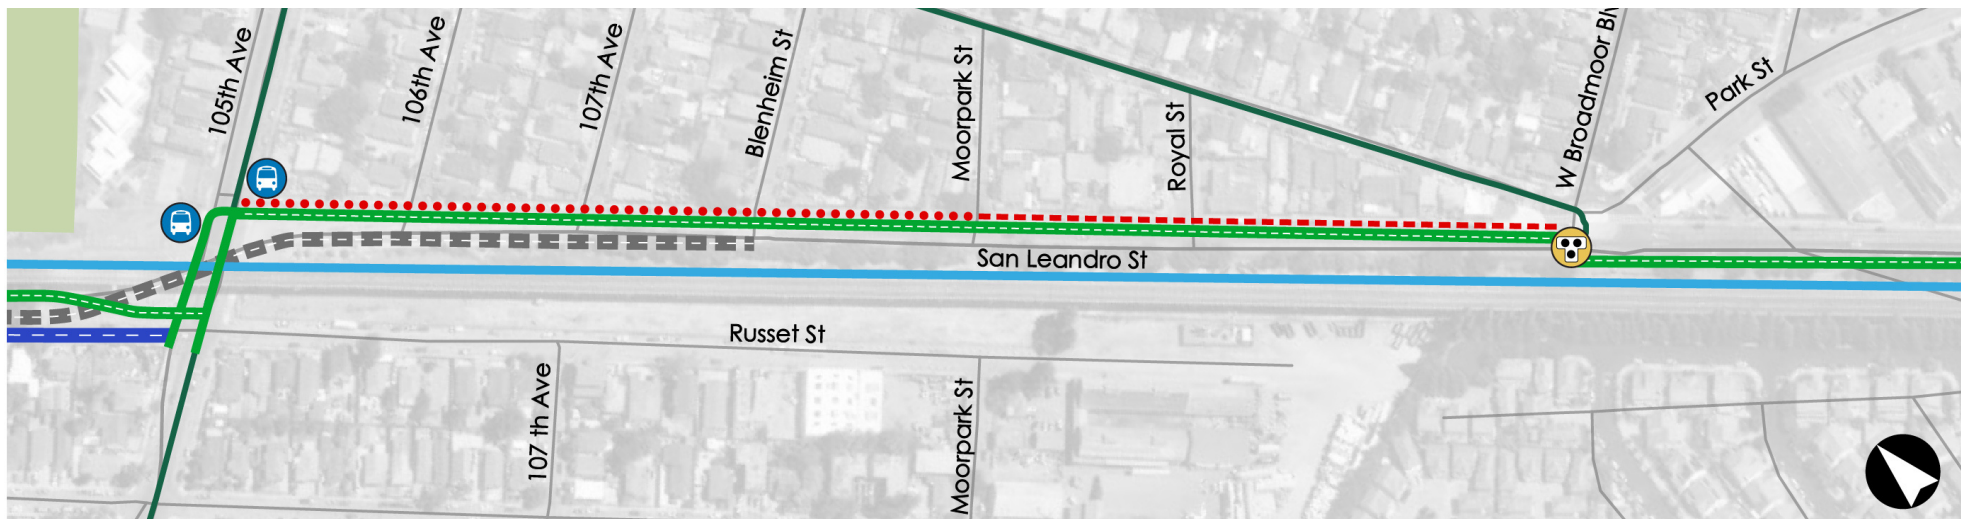 105th Ave
106th Ave
107th Ave
Blenheim St
Moorpark St
Royal St
W Broadmoor Blv
Park St
San Leandro St
Russet St
107 th Ave
Moorpark St